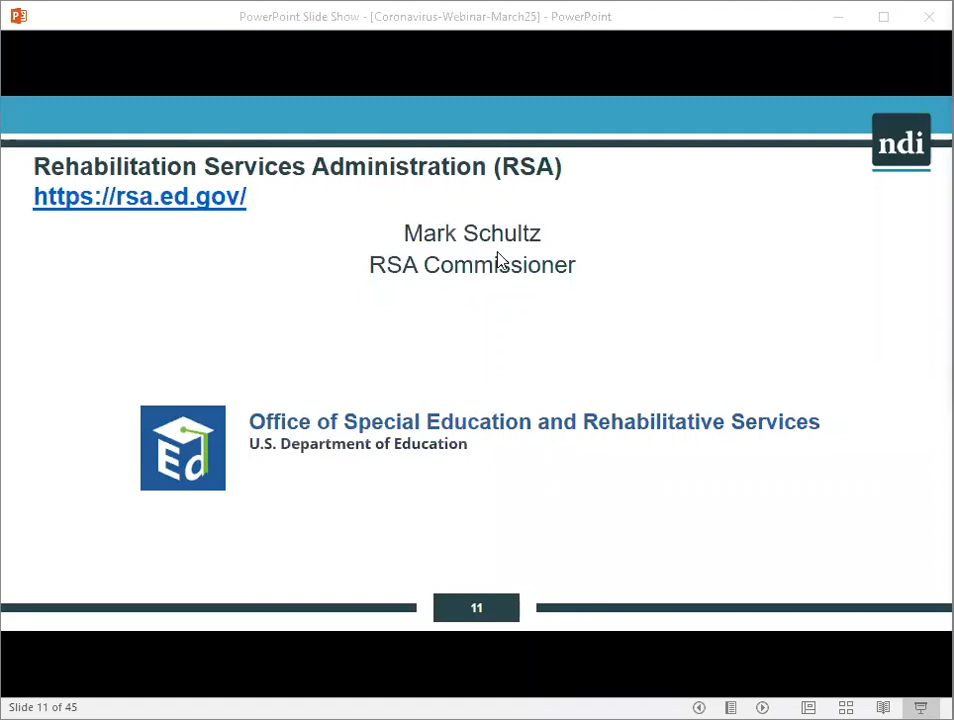 PowerPoint Slide Show - [Coronavirus-Webinar-March25] - PowerPoint
ndi
Rehabilitation Services Administration (RSA)
https://rsa.ed.gov/
Mark Schultz
RSA Commissioner
Ed
Office of Special Education and Rehabilitative Services
U.S. Department of Education
11
Slide 11 of 45